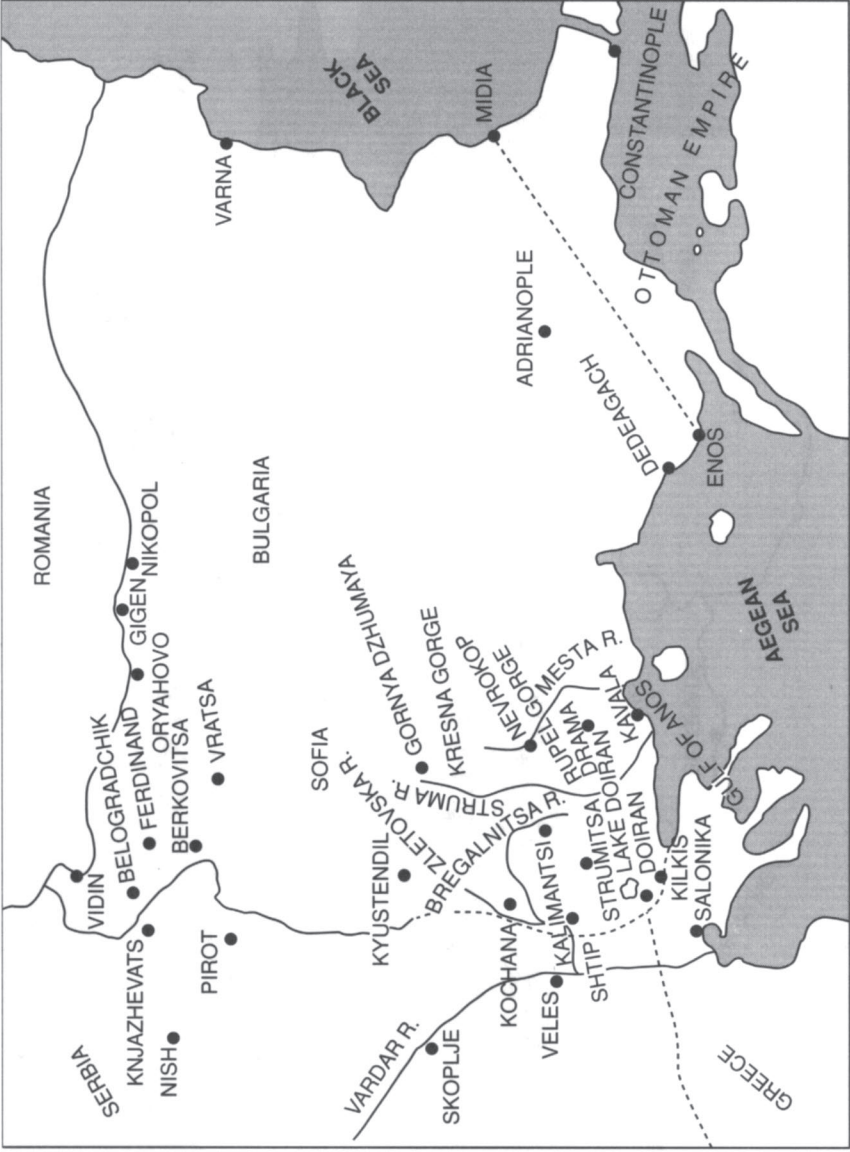 ROMANIA
BLACK
SEA
VARNA
MIDIA
CONSTANTINOPLE
OTTOMAN EMPIRE
ADRIANOPLE
DEDEAGACH
ENOS
BULGARIA
NIKOPOL
GIGEN
ORYAHOVO
VRATSA
BERKOVITSA
FERDINAND
BELOGRADCHIK
VIDIN
SOFIA
GORNYA DZHUMAYA
KRESNA GORGE
NEVROKOP
RUPEL GORGE
MESTA R.
DRAMA
KAVALA
GULF OF ANOS
AEGEAN
SEA
STRUMA R.
ZLETOVSKA R.
BREGALNITSA R.
KYUSTENDIL
STRUMITSA
LAKE DOIRAN
DOIRAN
KILKIS
SALONIKA
KALIMANTSI
KOCHANA
SHTIP
VELES
SERBIA
KNJAZHEVATS
NISH
PIROT
VARDAR R.
SKOPLJE
GREECE